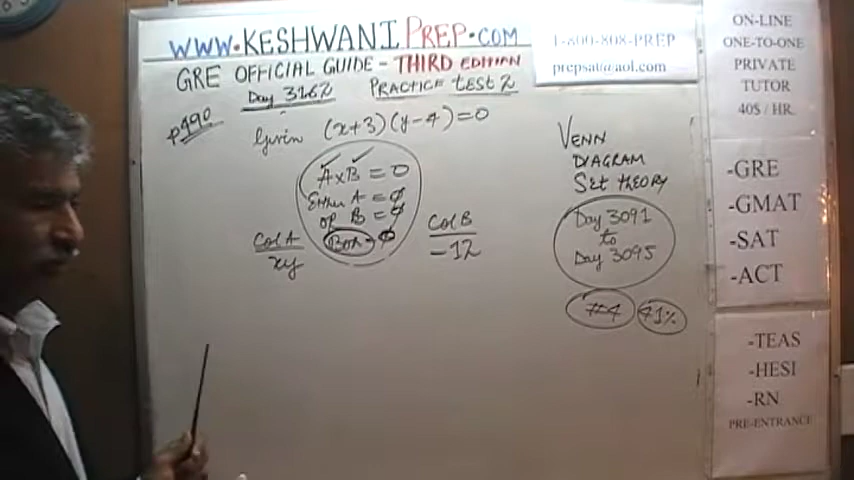 WWW.KESHWANIPREP.COM
GRE OFFICIAL GUIDE - THIRD EDITION
Day 3162 PRACTICE TEST 2
P490
Given (x+3)(y-4)=0
A×B=0
Either A=0
or B=0
Both=0
Col A
xy
Col B
-12
1-800-808-PREP
prepsat@aol.com
VENN
DIAGRAM
Set theory
Day 3091
to
Day 3095
#4 41%
ON-LINE
ONE-TO-ONE
PRIVATE
TUTOR
40$ / HR.
-GRE
-GMAT
-SAT
-ACT
-TEAS
-HESI
-RN
PRE-ENTRANCE